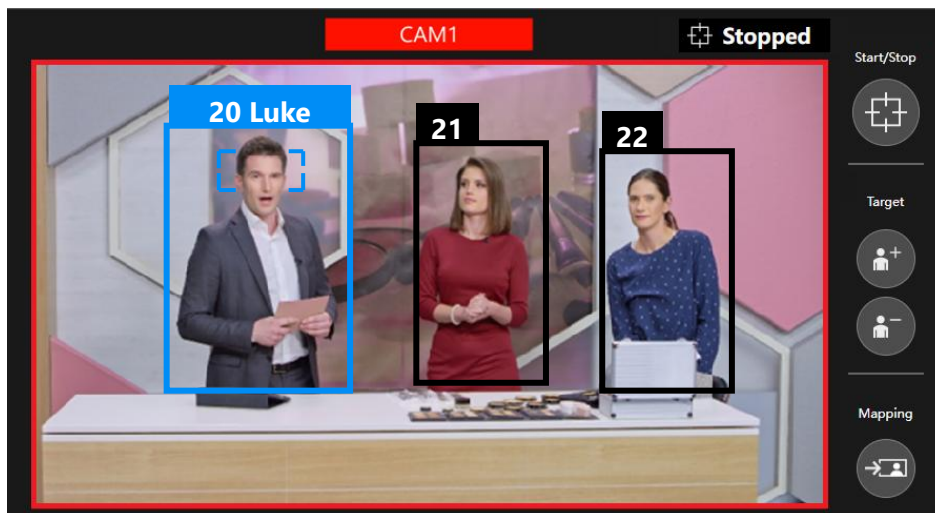 CAM1
Stopped
Start/Stop
20 Luke
21
22
Target
Mapping